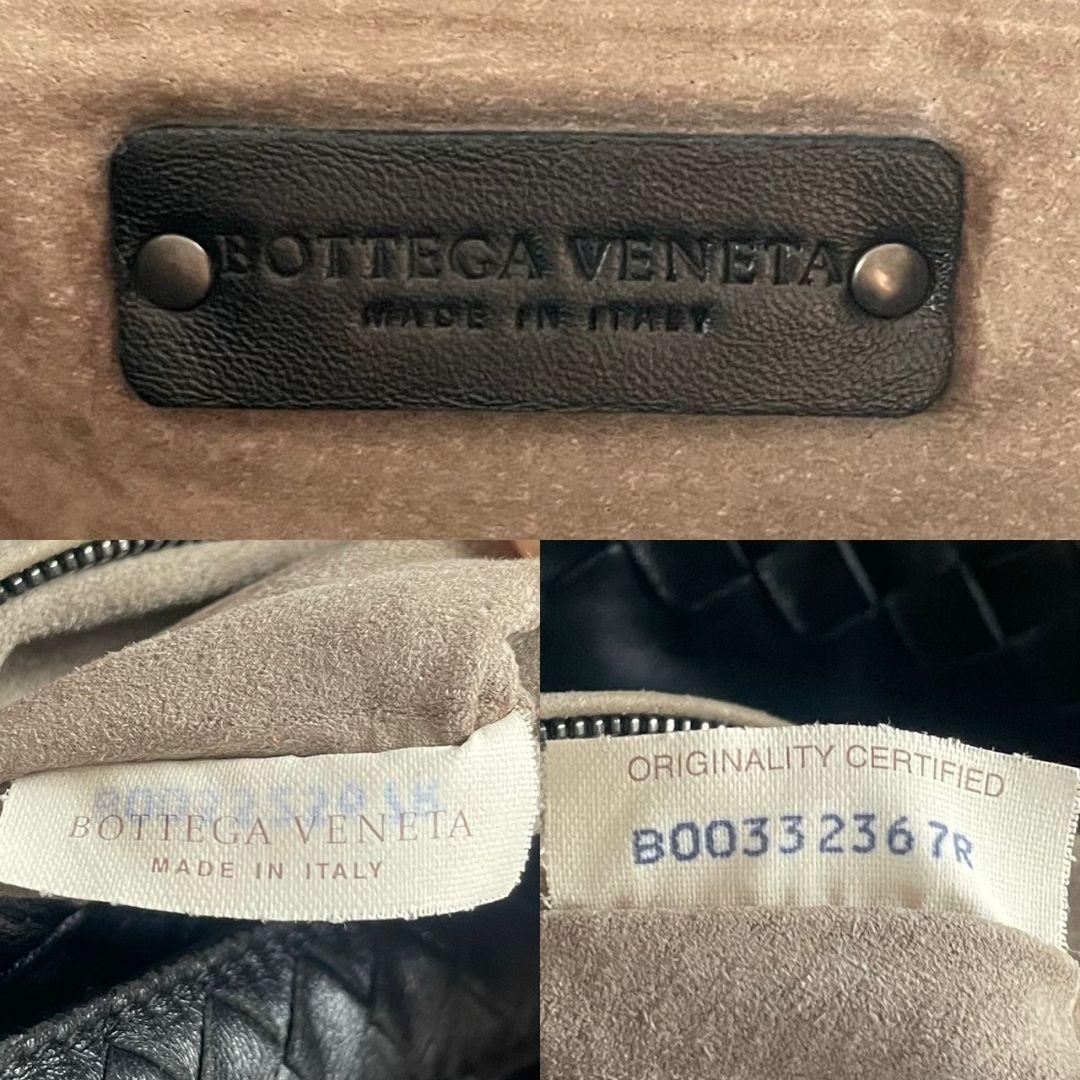 BOTTEGA VENETA
MADE IN ITALY
BOTTEGA VENETA
MADE IN ITALY
ORIGINALITY CERTIFIED
B00332367R